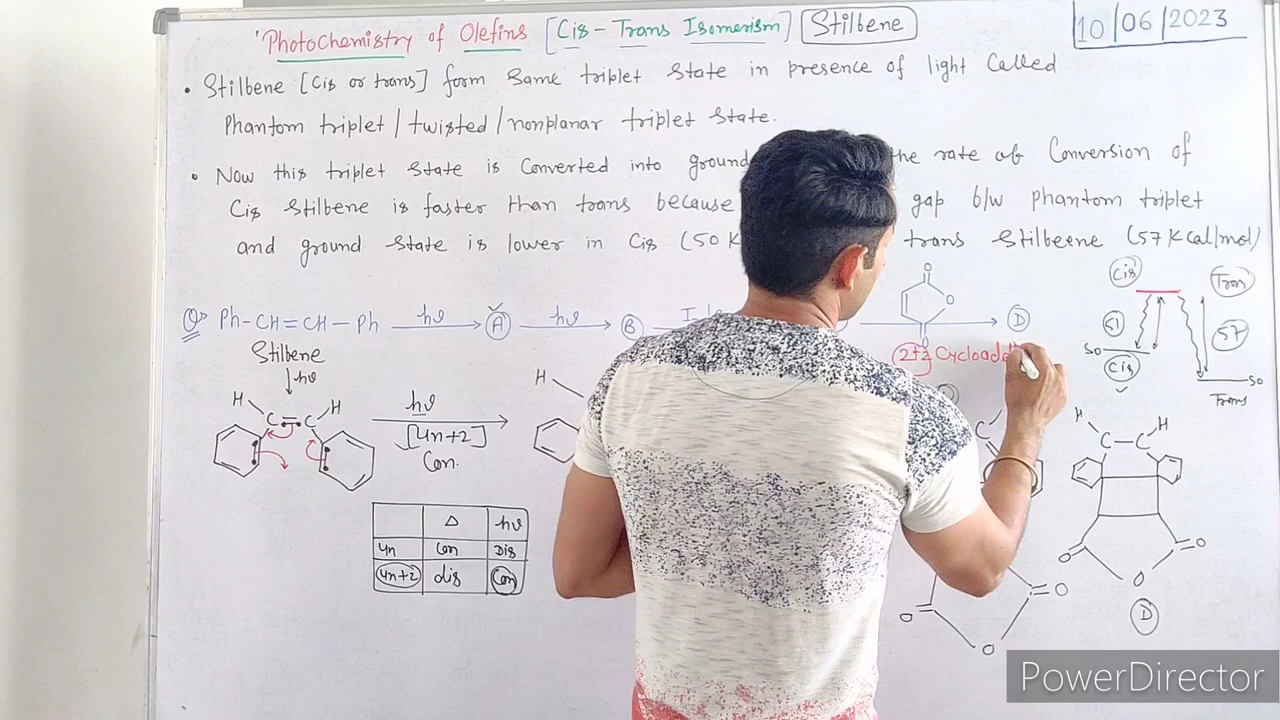 Photochemistry of Olefins [Cis - Trans Isomerism] Stilbene
10/06/2023
• Stilbene [Cis or trans] form Same triplet State in presence of light Called
Phantom triplet / twisted / nonplanar triplet State.
• Now this triplet State is Converted into ground the rate of Conversion of
Cis Stilbene is faster Than trans because gap b/w phantom triplet
and ground State is lower in Cis (50 K trans Stilbeene (57 Kcal/mol)
Q> Ph-CH=CH-Ph hν A hν B D
O
O
2+2 Cycloaddi
Stilbene
hν
H C=C H
hν
[4n+2]
Con.
H
C
H C-C H
Cis Trans
51 57
So So
Cis Trans
Δ hν
4n Con Dis
4n+2 dis Con
O O
O
O O
O
D
PowerDirector